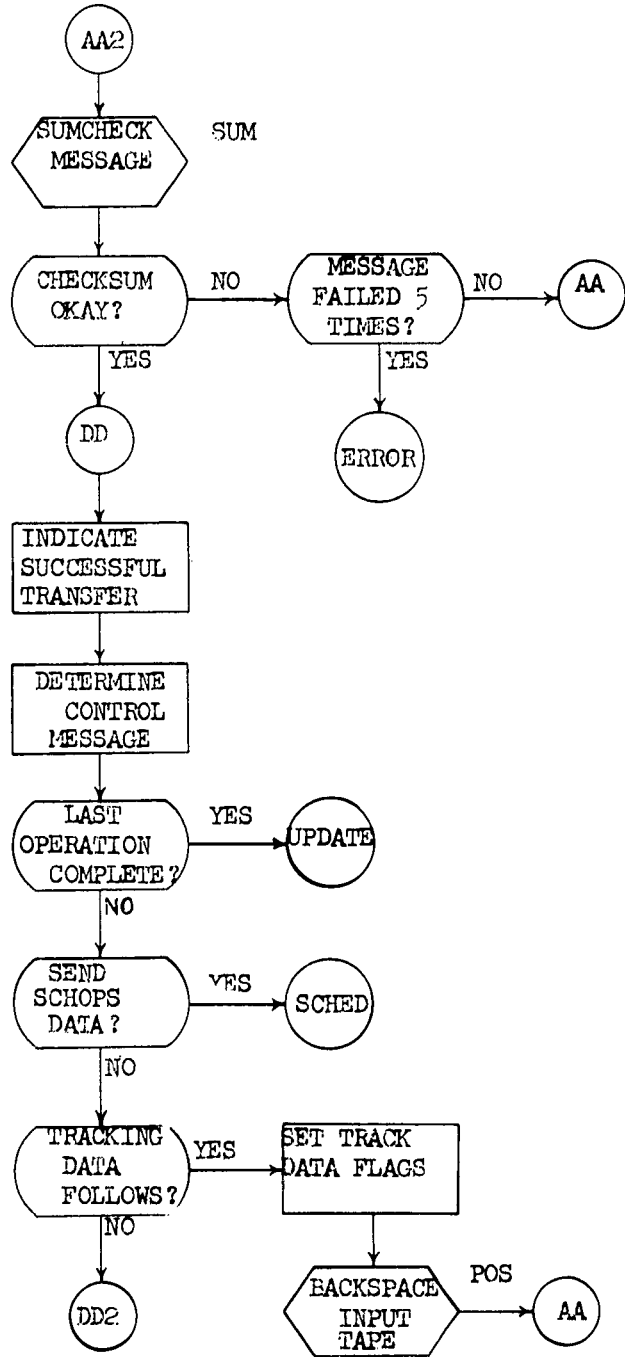 AA2
SUMCHECK SUM
MESSAGE
CHECKSUM
OKAY?
NO
MESSAGE
FAILED 5
TIMES?
NO
AA
YES
YES
DD
ERROR
INDICATE
SUCCESSFUL
TRANSFER
DETERMINE
CONTROL
MESSAGE
LAST
OPERATION
COMPLETE?
YES
UPDATE
NO
SEND
SCHOPS
DATA?
YES
SCHED
NO
TRACKING
DATA
FOLLOWS?
YES
SET TRACK
DATA FLAGS
NO
DD2
BACKSPACE
INPUT
TAPE
POS
AA